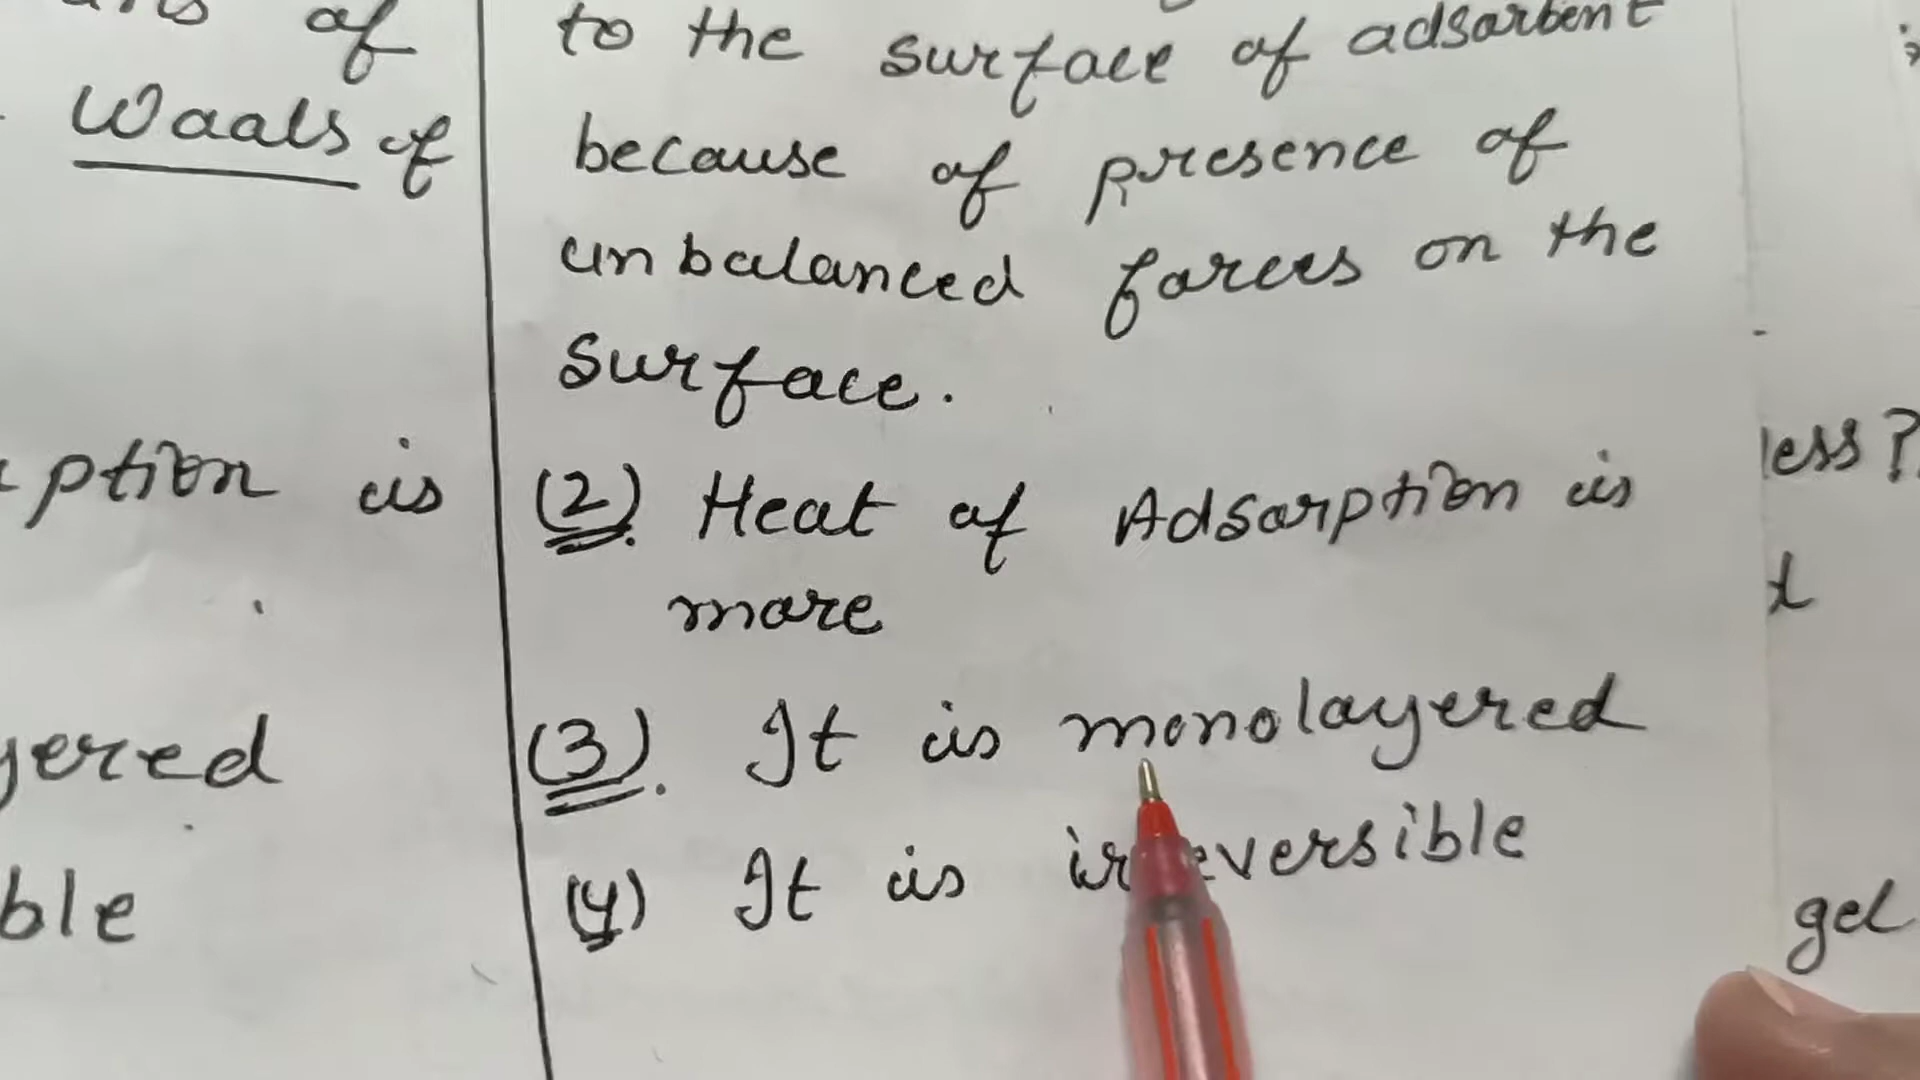 of
Waals of
ption is
yered
ble
to the surface of adsorbent
because of presence of
unbalanced forces on the
surface.
(2). Heat of Adsorption is
more
(3). It is monolayered
(4) It is irreversible
less?
t
gel